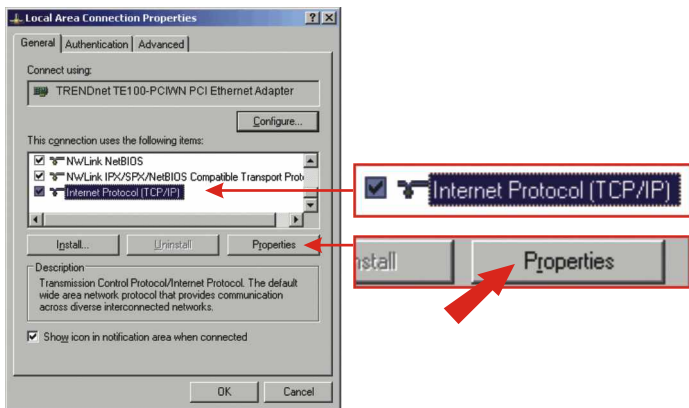 Local Area Connection Properties
General Authentication Advanced
Connect using:
TRENDnet TE100-PCIWN PCI Ethernet Adapter
Configure...
This connection uses the following items:
NWLink NetBIOS
NWLink IPX/SPX/NetBIOS Compatible Transport Proto
Internet Protocol (TCP/IP)
Install... Uninstall Properties
Description
Transmission Control Protocol/Internet Protocol. The default
wide area network protocol that provides communication
across diverse interconnected networks.
Show icon in notification area when connected
OK Cancel
Internet Protocol (TCP/IP)
nstall Properties